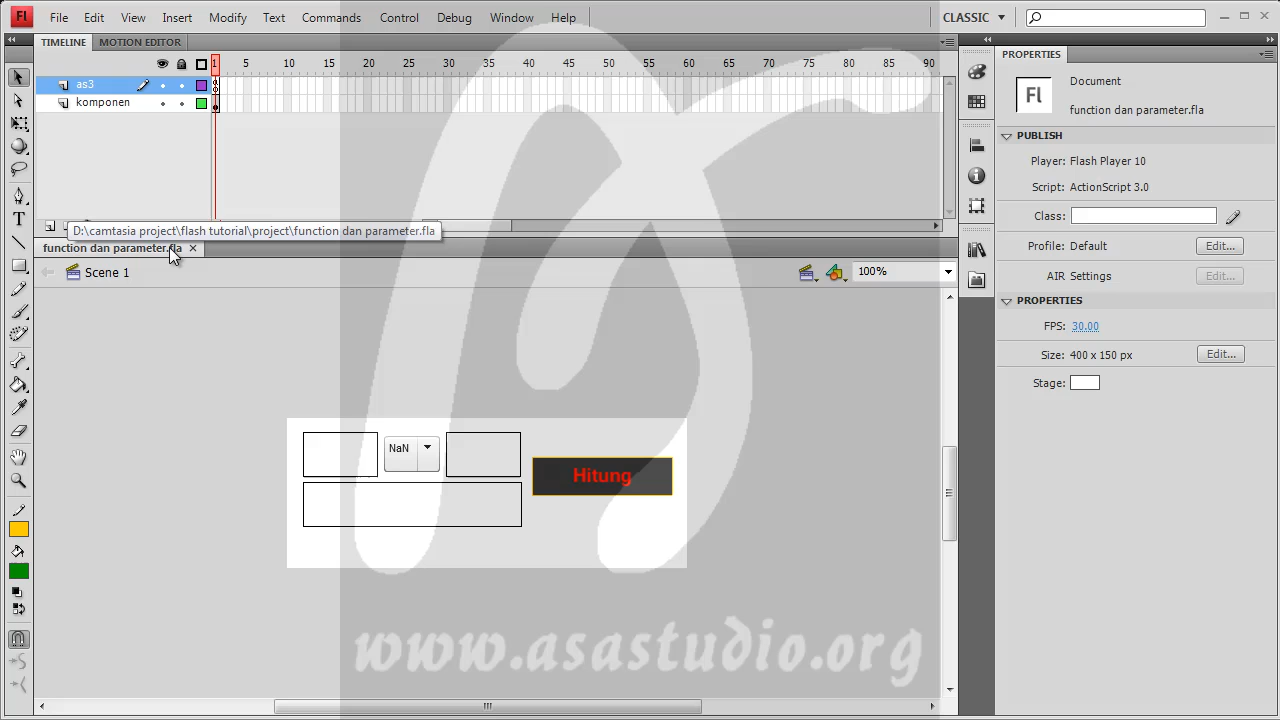 Fl File Edit View Insert Modify Text Commands Control Debug Window Help CLASSIC
TIMELINE MOTION EDITOR
PROPERTIES
1 5 10 15 20 25 30 35 40 45 50 55 60 65 70 75 80 85 90
as3
komponen
Fl
Document
function dan parameter.fla
PUBLISH
Player: Flash Player 10
Script: ActionScript 3.0
Class:
Profile: Default Edit...
AIR Settings Edit...
PROPERTIES
FPS: 30.00
Size: 400 x 150 px Edit...
Stage:
D:\camtasia project\flash tutorial\project\function dan parameter.fla
function dan parameter.fla
Scene 1
100%
T
NaN
Hitung
www.asastudio.org